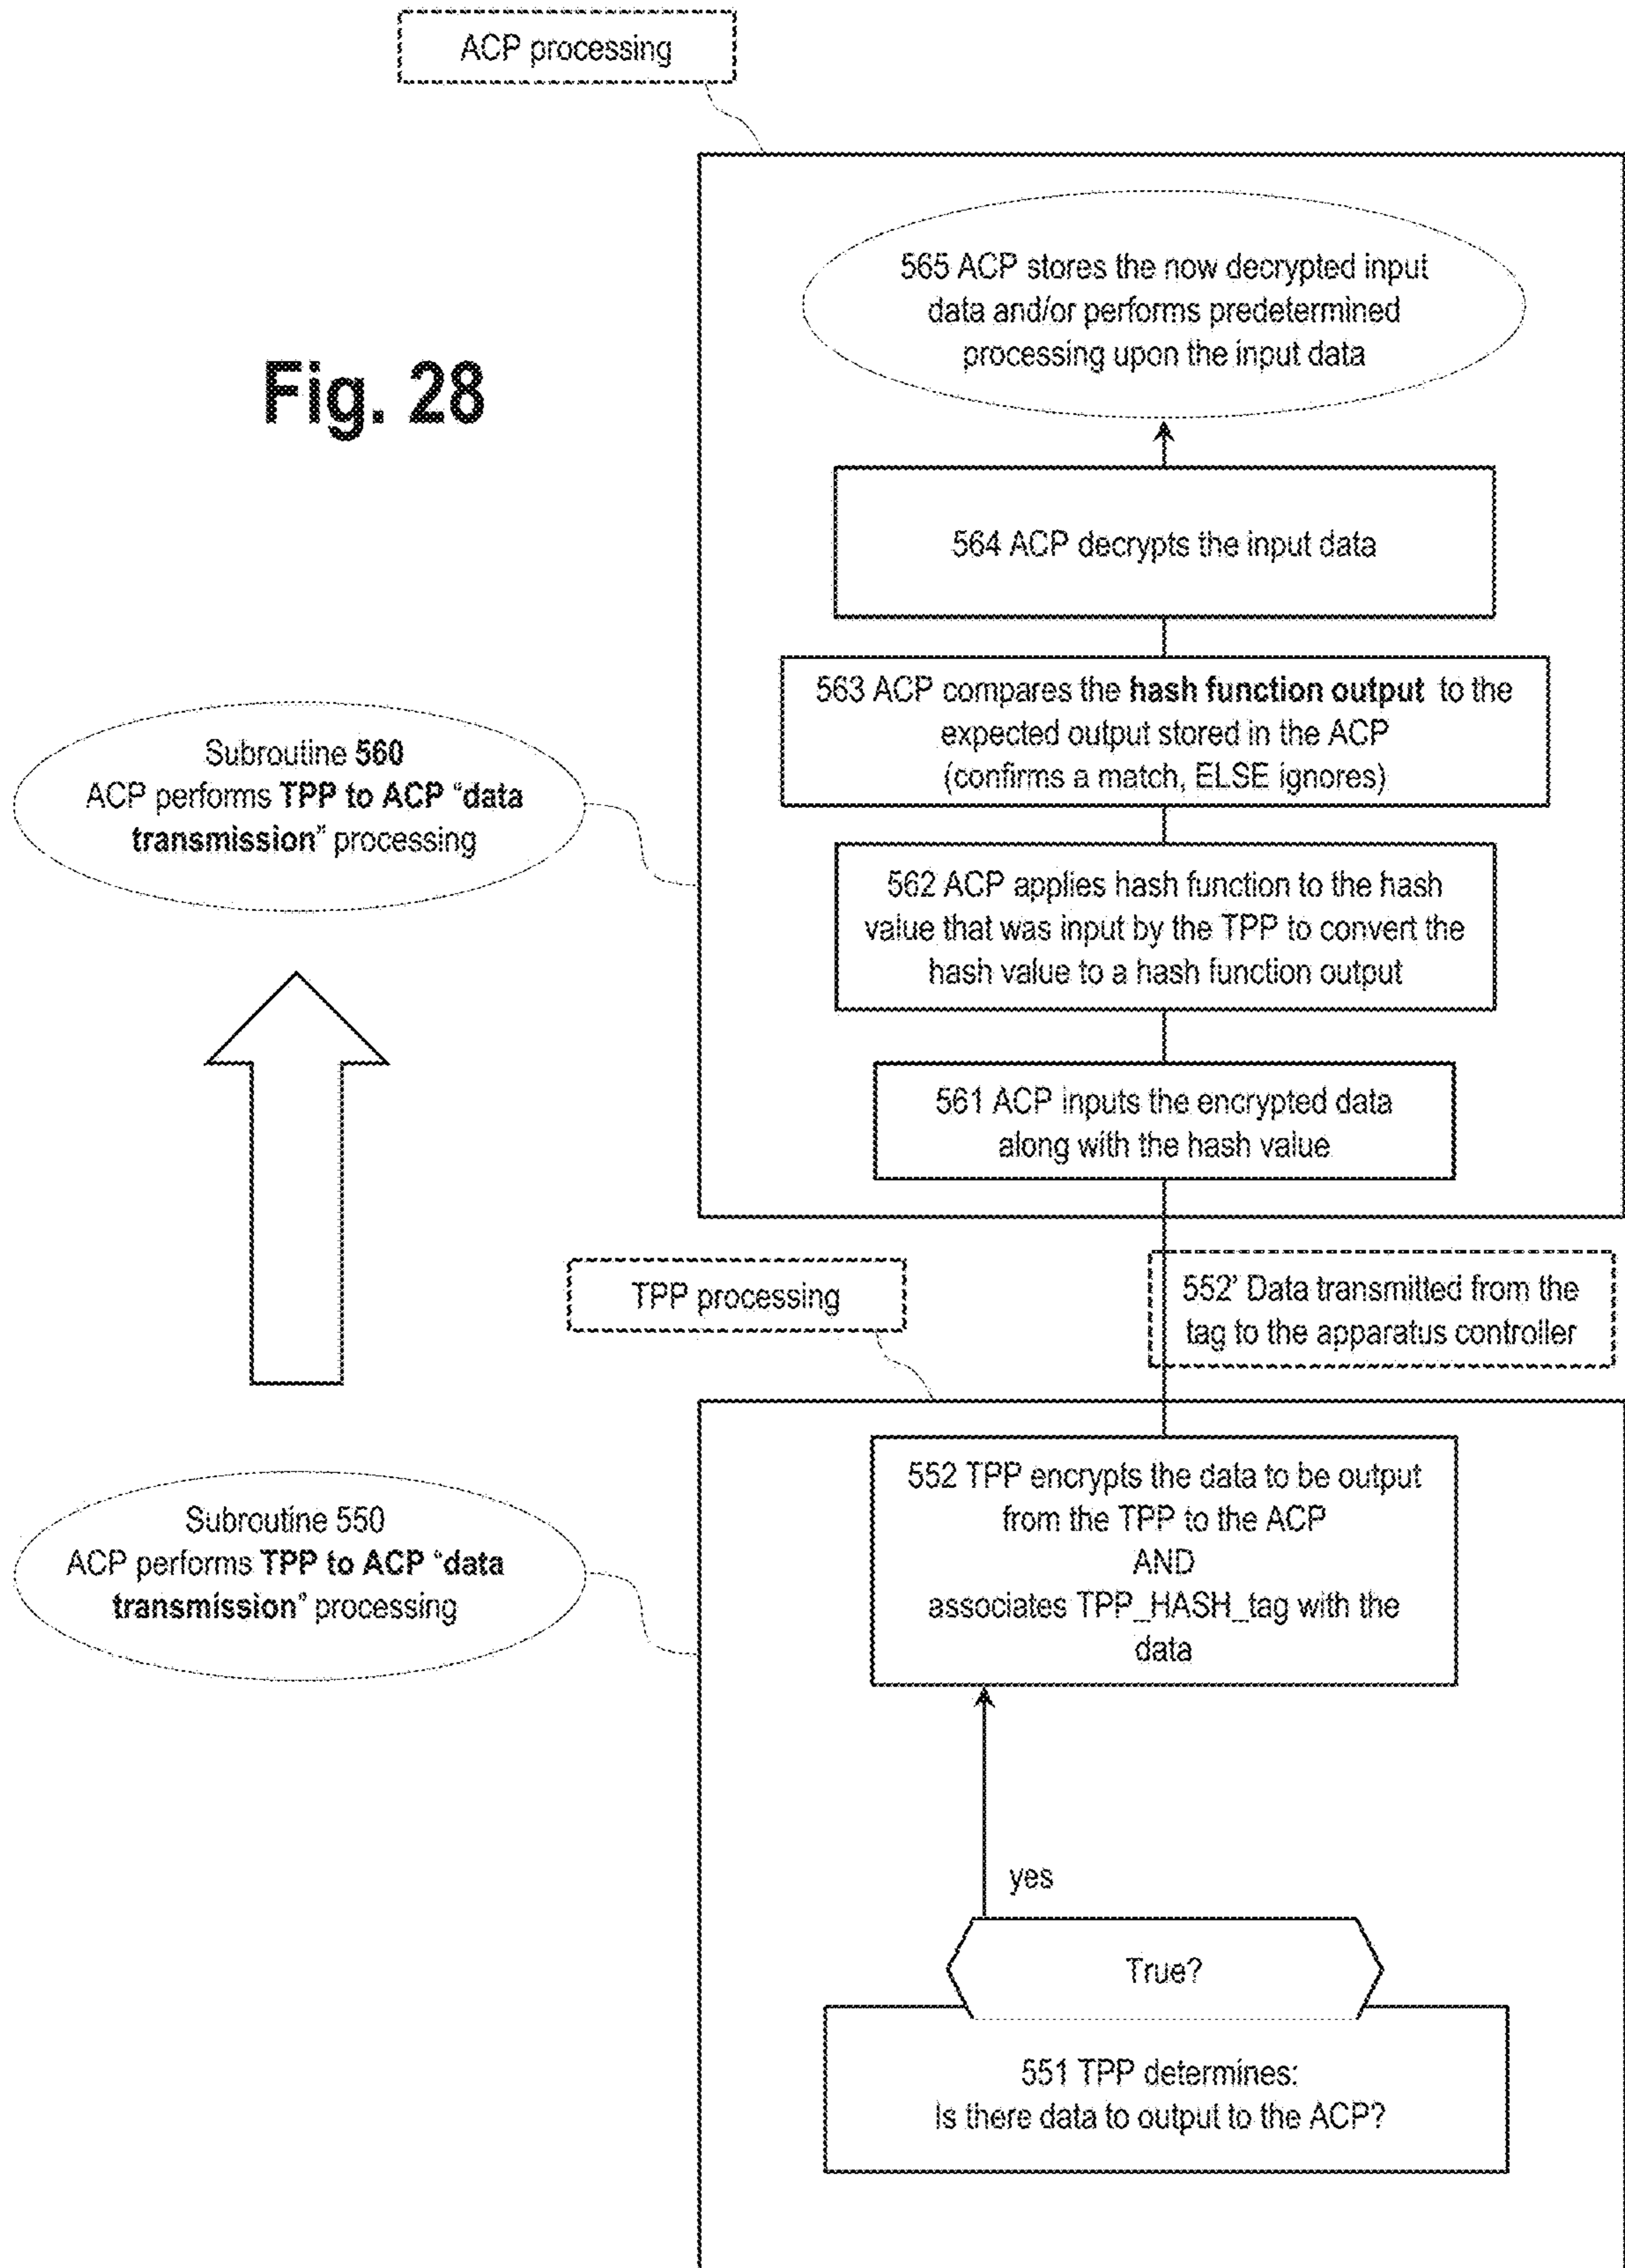 ACP processing
565 ACP stores the now decrypted input
data and/or performs predetermined
processing upon the input data
Fig. 28
564 ACP decrypts the input data
563 ACP compares the hash function output to the
expected output stored in the ACP
(confirms a match, ELSE ignores)
Subroutine 560
ACP performs TPP to ACP "data
transmission" processing
562 ACP applies hash function to the hash
value that was input by the TPP to convert the
hash value to a hash function output
561 ACP inputs the encrypted data
along with the hash value
TPP processing
552' Data transmitted from the
tag to the apparatus controller
552 TPP encrypts the data to be output
from the TPP to the ACP
AND
associates TPP_HASH_tag with the
data
Subroutine 550
ACP performs TPP to ACP "data
transmission" processing
yes
True?
551 TPP determines:
Is there data to output to the ACP?